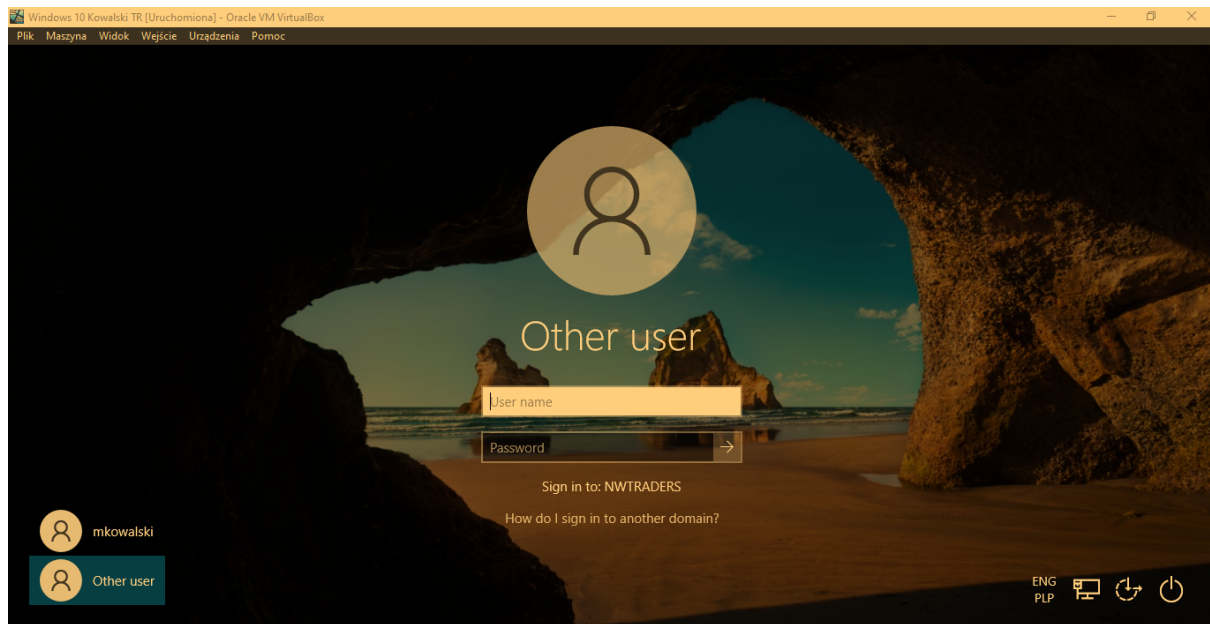 Windows 10 Kowalski TR [Uruchomiona] - Oracle VM VirtualBox
Plik Maszyna Widok Wejście Urządzenia Pomoc
Other user
User name
Password
Sign in to: NWTRADERS
How do I sign in to another domain?
mkowalski
Other user
ENG
PLP